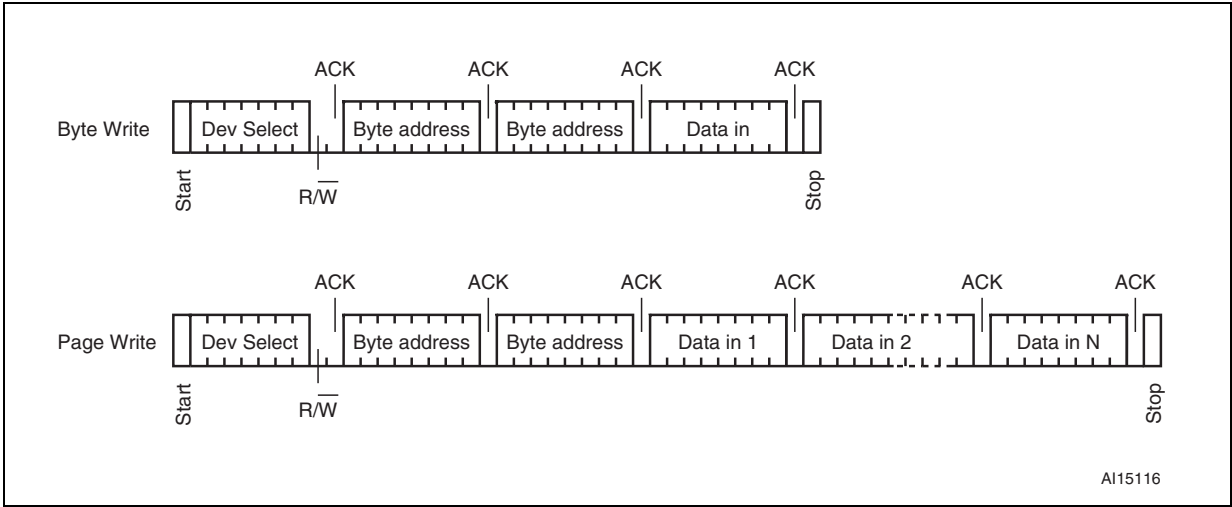 ACK ACK ACK ACK
Byte Write Dev Select Byte address Byte address Data in
Start R/W̅ Stop
ACK ACK ACK ACK ACK ACK
Page Write Dev Select Byte address Byte address Data in 1 Data in 2 Data in N
Start R/W̅ Stop
AI15116